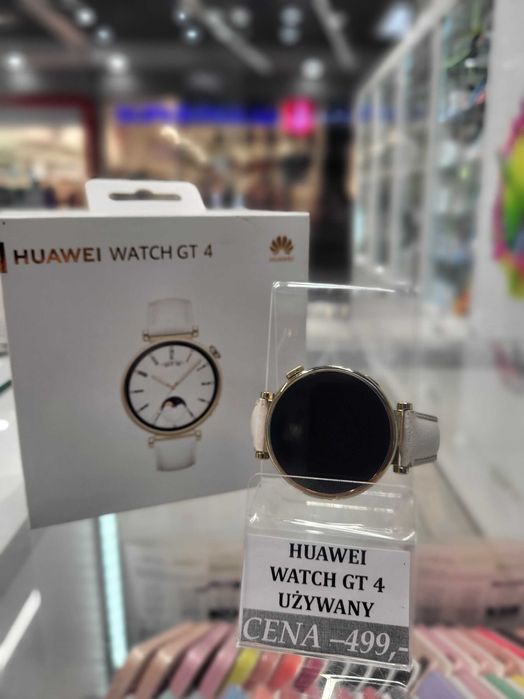 HUAWEI WATCH GT 4
HUAWEI
HUAWEI
WATCH GT 4
UŻYWANY
CENA –499,-